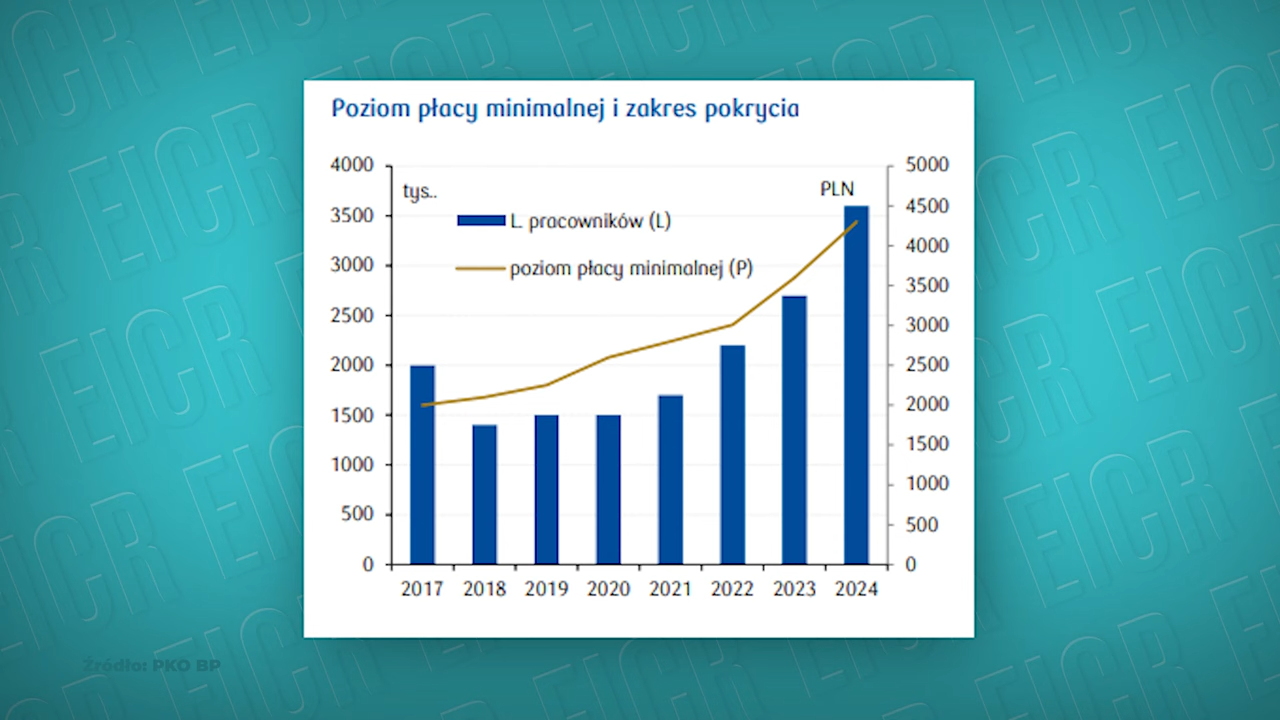 Poziom płacy minimalnej i zakres pokrycia
4000
3500
3000
2500
2000
1500
1000
500
0
tys..
L. pracowników (L)
poziom płacy minimalnej (P)
PLN
5000
4500
4000
3500
3000
2500
2000
1500
1000
500
0
2017 2018 2019 2020 2021 2022 2023 2024
Źródło: PKO BP